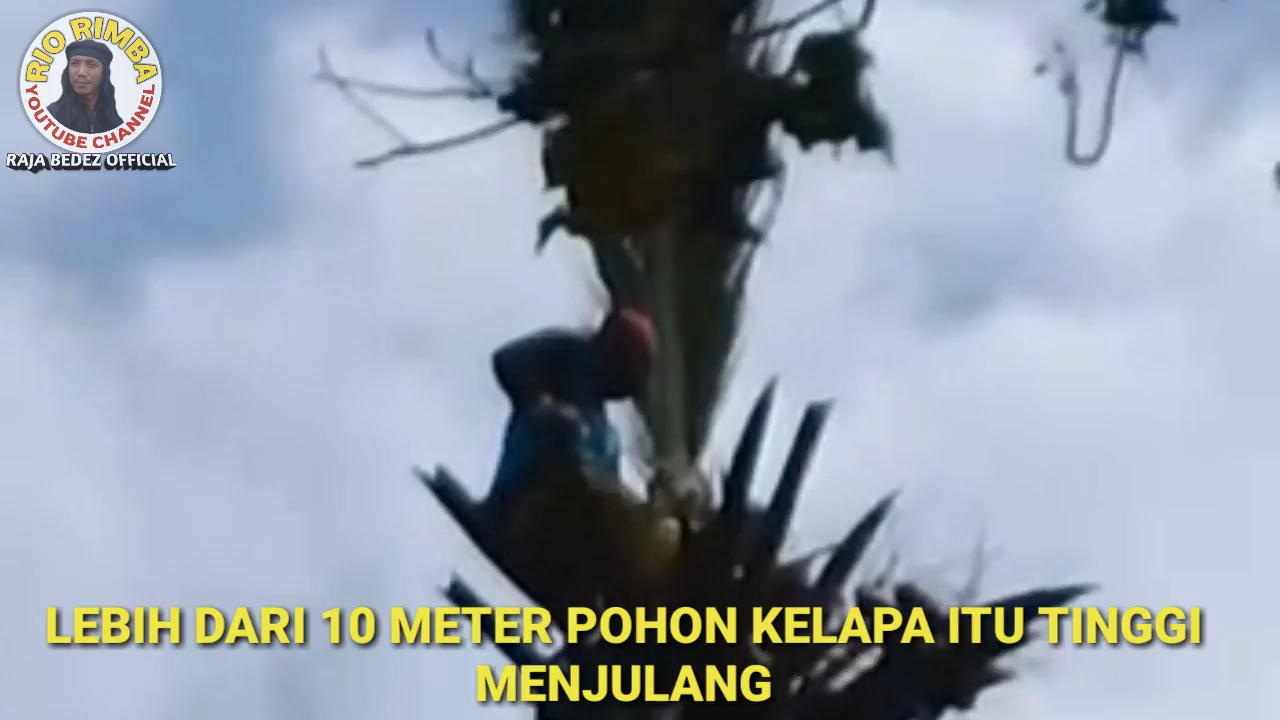 RIO RIMBA
YOUTUBE CHANNEL
RAJA BEDEZ OFFICIAL
LEBIH DARI 10 METER POHON KELAPA ITU TINGGI
MENJULANG